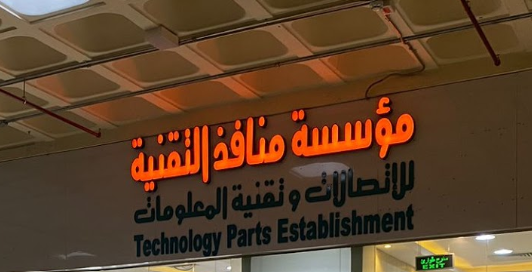 مؤسسة منافذ التقنية
للاتصالات و تقنية المعلومات
Technology Parts Establishment
EXIT